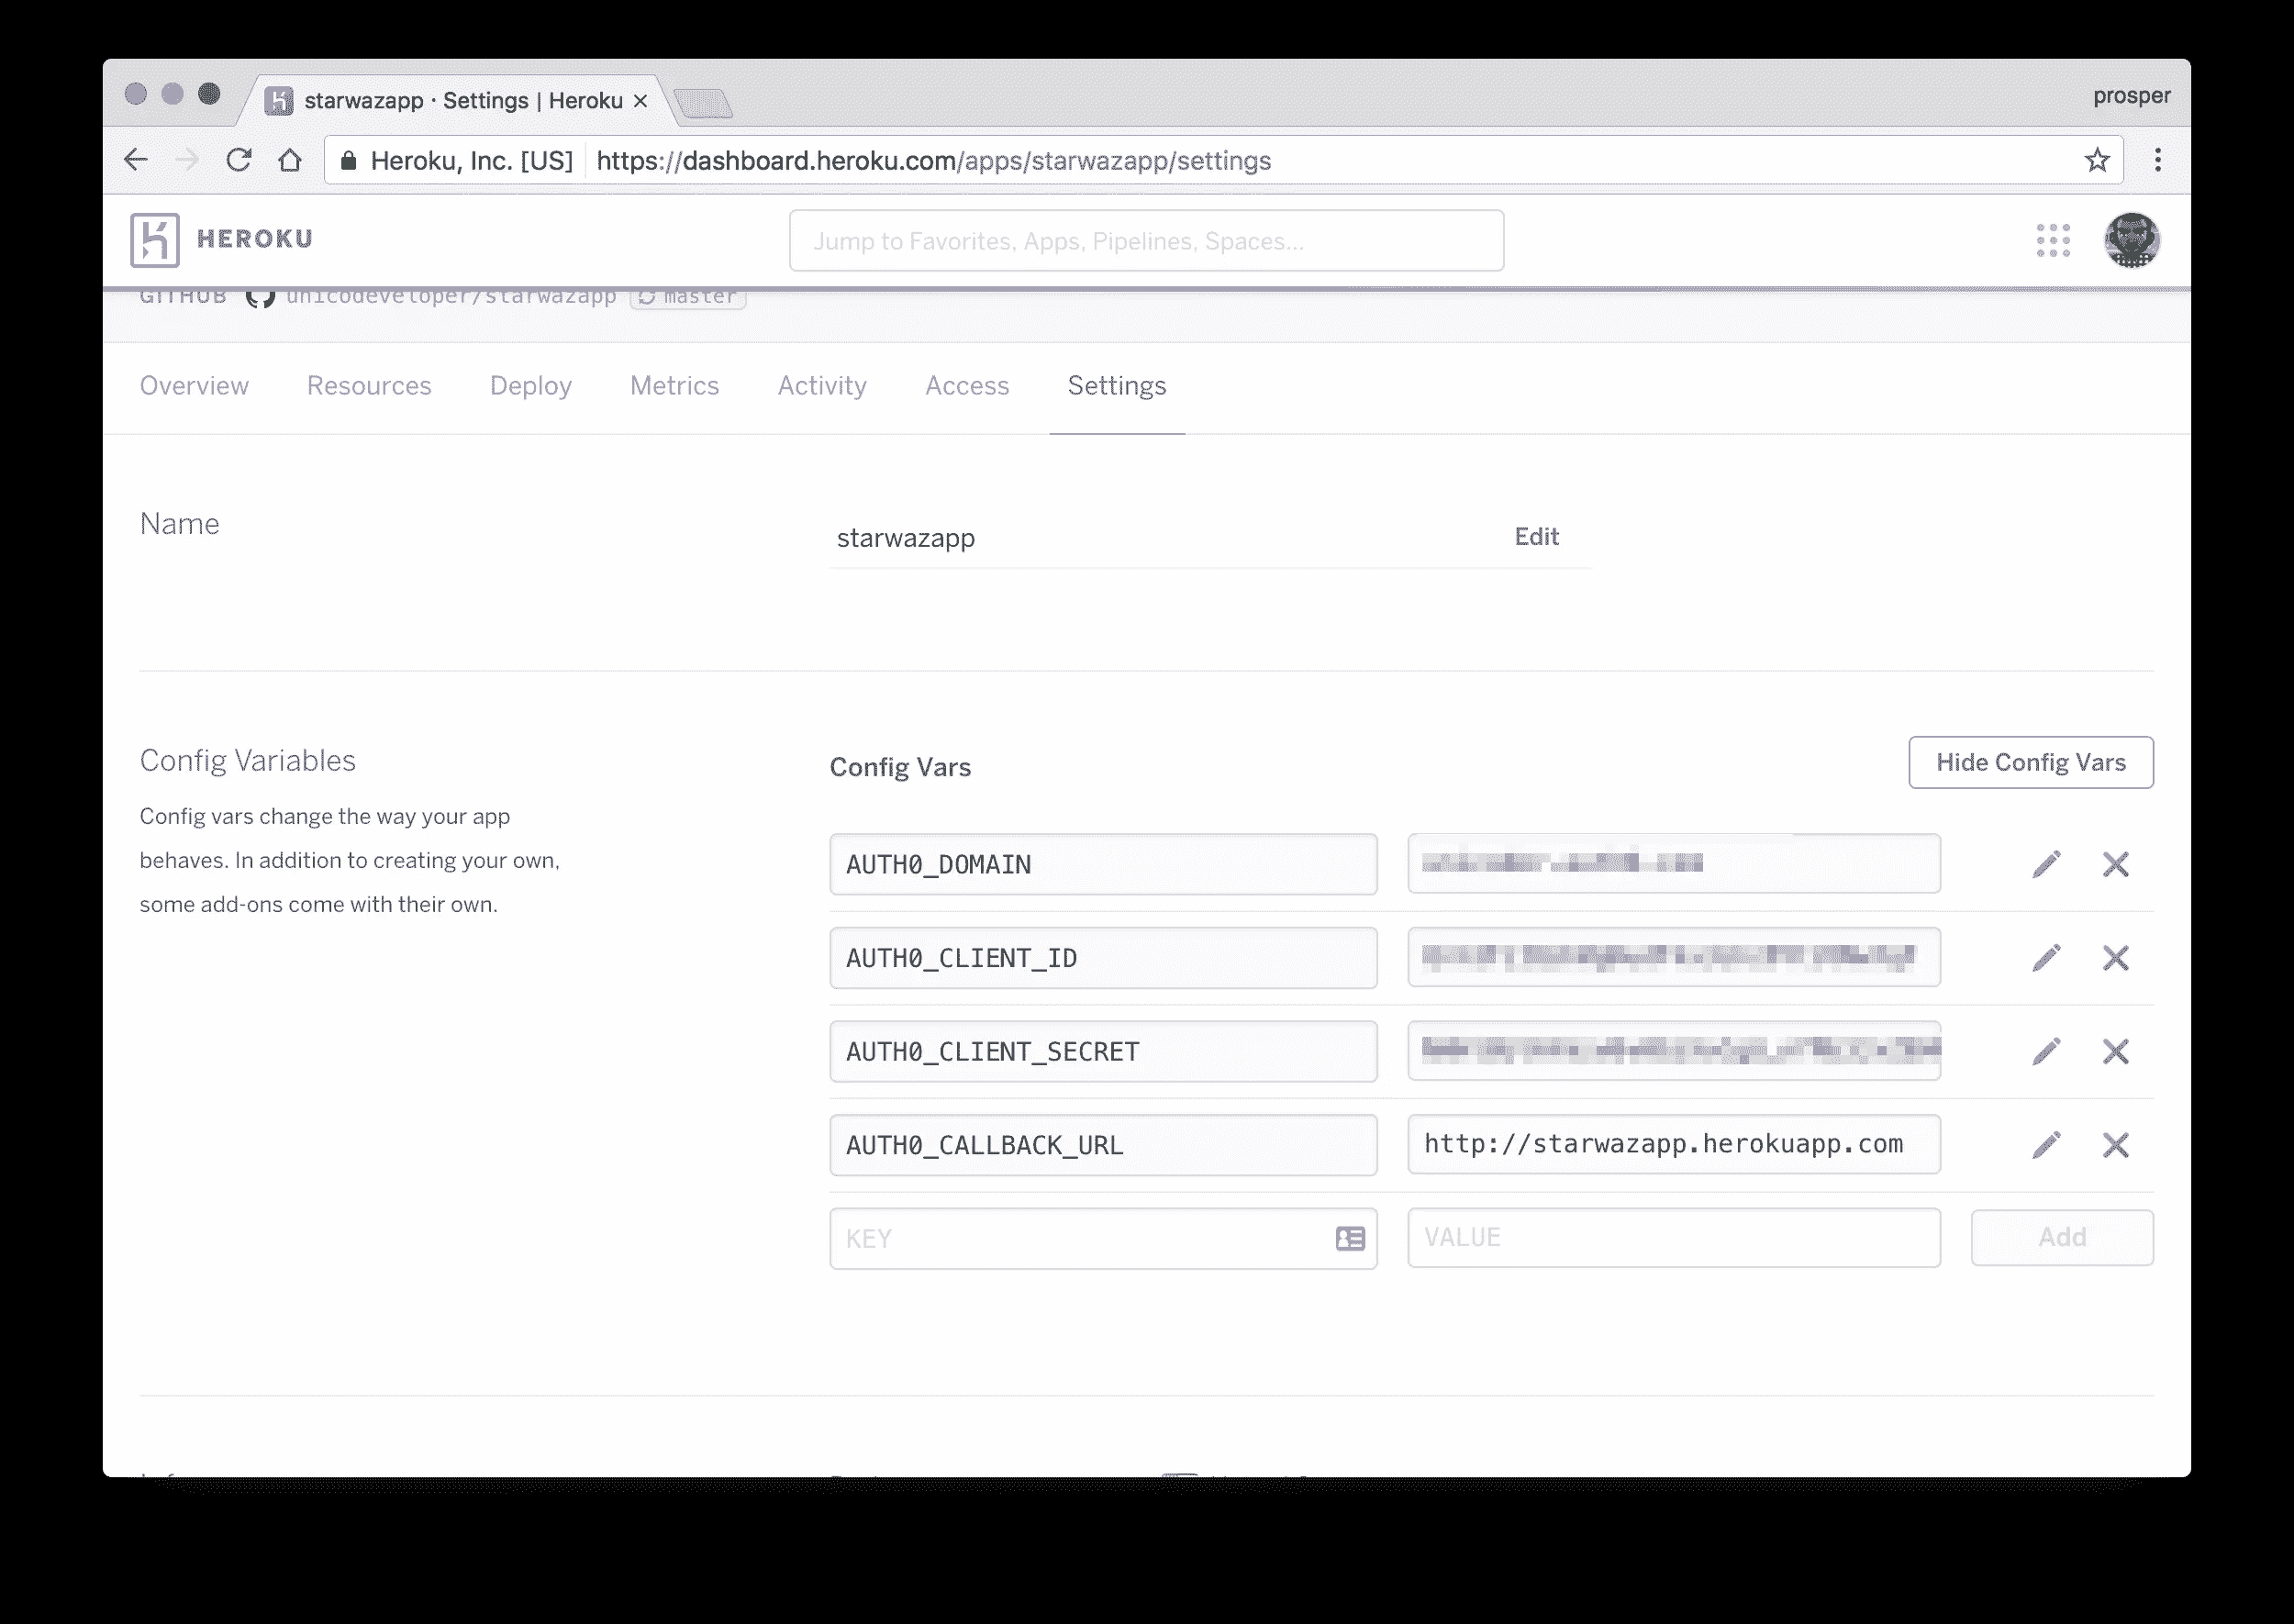 starwazapp · Settings | Heroku
prosper
Heroku, Inc. [US] https://dashboard.heroku.com/apps/starwazapp/settings
HEROKU
Jump to Favorites, Apps, Pipelines, Spaces...
GITHUB unicodeveloper/starwazapp master
Overview Resources Deploy Metrics Activity Access Settings
Name
starwazapp Edit
Config Variables
Config vars change the way your app
behaves. In addition to creating your own,
some add-ons come with their own.
Config Vars Hide Config Vars
AUTH0_DOMAIN
AUTH0_CLIENT_ID
AUTH0_CLIENT_SECRET
AUTH0_CALLBACK_URL http://starwazapp.herokuapp.com
KEY VALUE Add